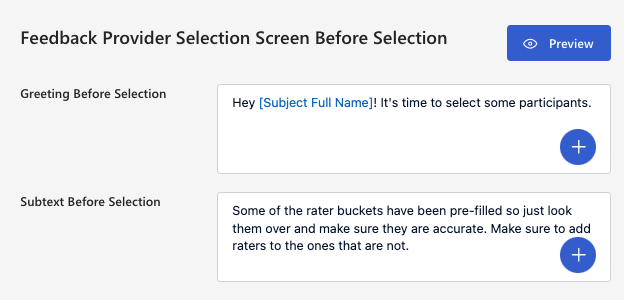 Feedback Provider Selection Screen Before Selection
Preview
Greeting Before Selection
Hey [Subject Full Name]! It's time to select some participants.
Subtext Before Selection
Some of the rater buckets have been pre-filled so just look
them over and make sure they are accurate. Make sure to add
raters to the ones that are not.